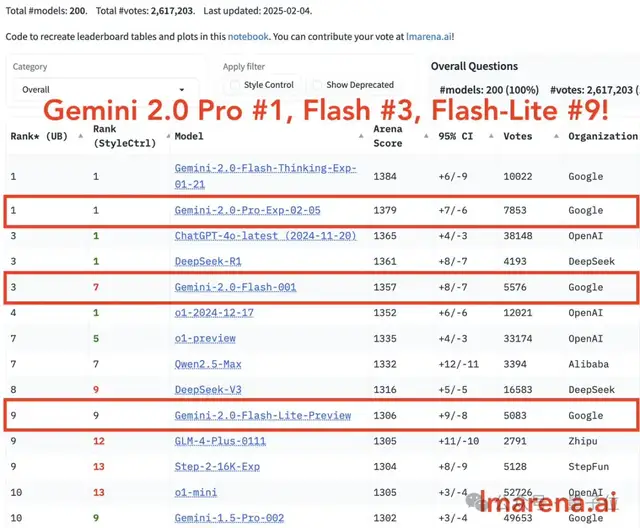 Total #models: 200. Total #votes: 2,617,203. Last updated: 2025-02-04.
Code to recreate leaderboard tables and plots in this notebook. You can contribute your vote at lmarena.ai!
Category
Apply filter
Overall Questions
Overall
Style Control
Show Deprecated
#models: 200 (100%) #votes: 2,617,203 (
Gemini 2.0 Pro #1, Flash #3, Flash-Lite #9!
Rank* (UB) Rank (StyleCtrl) Model Arena Score 95% CI Votes Organization
1 1 Gemini-2.0-Flash-Thinking-Exp-01-21 1384 +6/-9 10022 Google
1 1 Gemini-2.0-Pro-Exp-02-05 1379 +7/-6 7853 Google
3 1 ChatGPT-4o-latest (2024-11-20) 1365 +4/-3 38148 OpenAI
3 1 DeepSeek-R1 1361 +8/-7 4193 DeepSeek
3 7 Gemini-2.0-Flash-001 1357 +8/-7 5576 Google
4 1 o1-2024-12-17 1352 +6/-6 12021 OpenAI
7 5 o1-preview 1335 +4/-3 33174 OpenAI
7 7 Qwen2.5-Max 1332 +12/-11 3394 Alibaba
8 9 DeepSeek-V3 1316 +5/-5 16583 DeepSeek
9 9 Gemini-2.0-Flash-Lite-Preview 1306 +9/-8 5083 Google
9 12 GLM-4-Plus-0111 1305 +11/-10 2791 Zhipu
9 13 Step-2-16K-Exp 1304 +8/-9 5128 StepFun
10 13 o1-mini 1305 +3/-4 52726 OpenAI
10 9 Gemini-1.5-Pro-002 1302 +3/-4 49653 Google
lmarena.ai